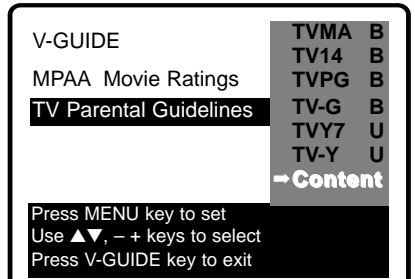 V-GUIDE
MPAA Movie Ratings
TV Parental Guidelines
TVMA B
TV14 B
TVPG B
TV-G B
TVY7 U
TV-Y U
➡Content
Press MENU key to set
Use ▲▼, – + keys to select
Press V-GUIDE key to exit